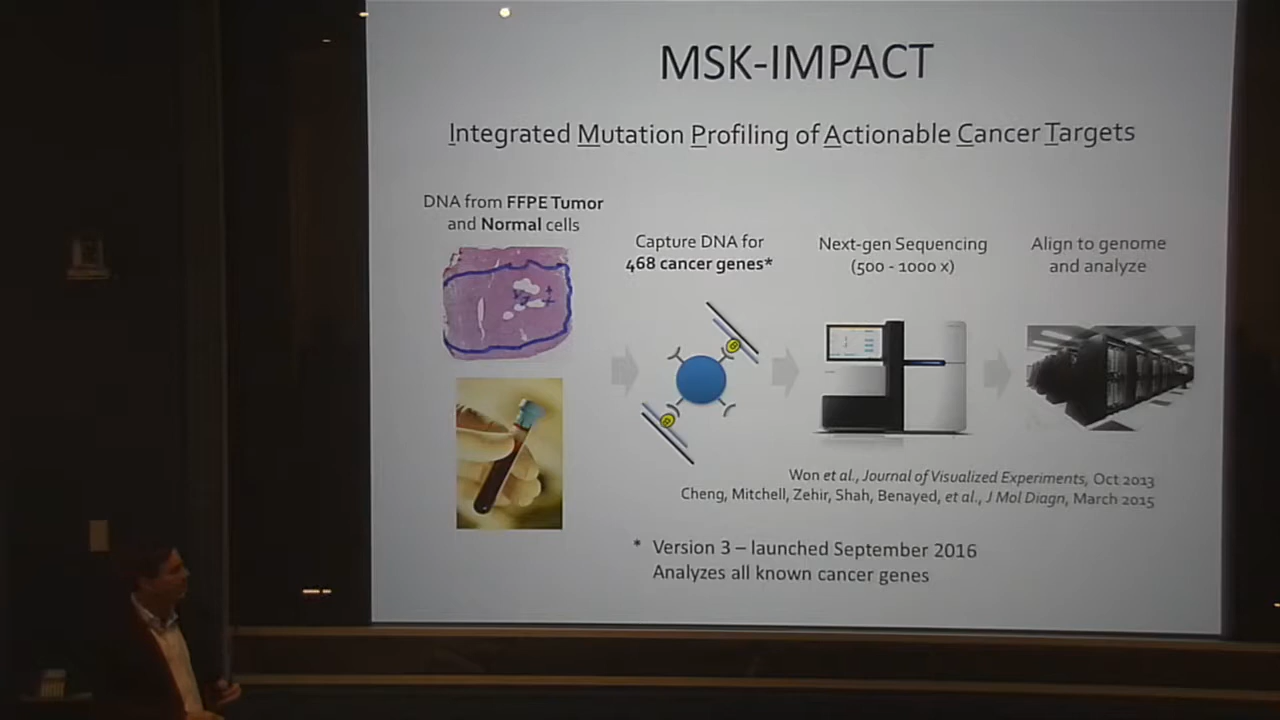 MSK-IMPACT
Integrated Mutation Profiling of Actionable Cancer Targets
DNA from FFPE Tumor
and Normal cells
Capture DNA for
468 cancer genes*
Next-gen Sequencing
(500 - 1000 x)
Align to genome
and analyze
B
B
Won et al., Journal of Visualized Experiments, Oct 2013
Cheng, Mitchell, Zehir, Shah, Benayed, et al., J Mol Diagn, March 2015
* Version 3 – launched September 2016
Analyzes all known cancer genes